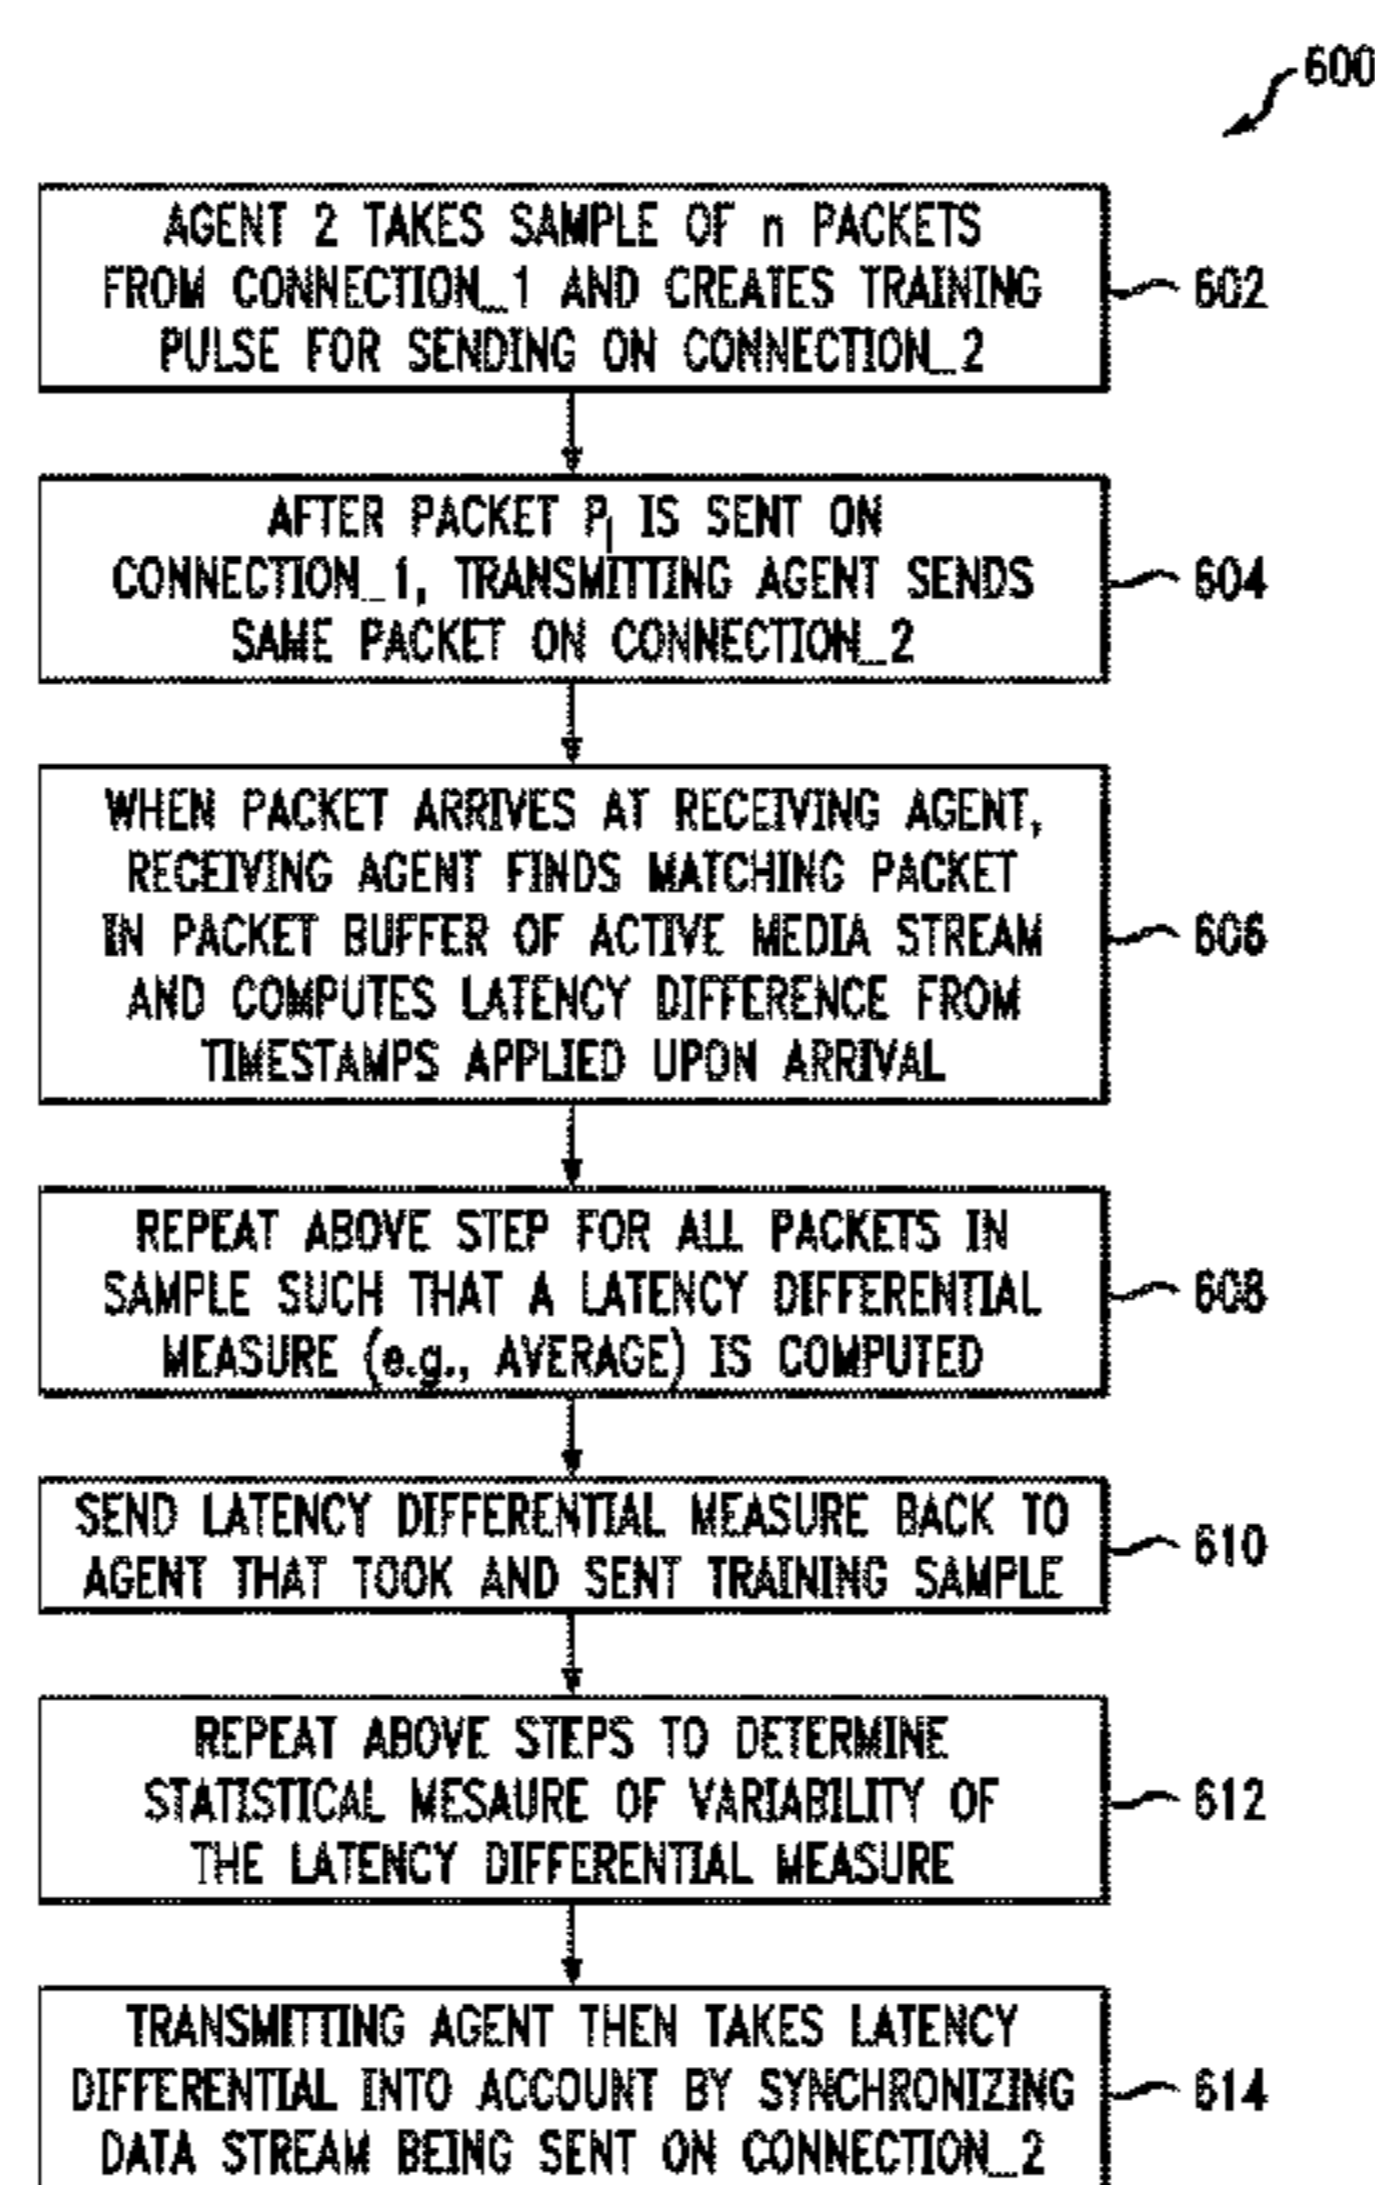 600
AGENT 2 TAKES SAMPLE OF n PACKETS
FROM CONNECTION_1 AND CREATES TRAINING
PULSE FOR SENDING ON CONNECTION_2
602
AFTER PACKET Pi IS SENT ON
CONNECTION_1, TRANSMITTING AGENT SENDS
SAME PACKET ON CONNECTION_2
604
WHEN PACKET ARRIVES AT RECEIVING AGENT,
RECEIVING AGENT FINDS MATCHING PACKET
IN PACKET BUFFER OF ACTIVE MEDIA STREAM
AND COMPUTES LATENCY DIFFERENCE FROM
TIMESTAMPS APPLIED UPON ARRIVAL
606
REPEAT ABOVE STEP FOR ALL PACKETS IN
SAMPLE SUCH THAT A LATENCY DIFFERENTIAL
MEASURE (e.g., AVERAGE) IS COMPUTED
608
SEND LATENCY DIFFERENTIAL MEASURE BACK TO
AGENT THAT TOOK AND SENT TRAINING SAMPLE
610
REPEAT ABOVE STEPS TO DETERMINE
STATISTICAL MESAURE OF VARIABILITY OF
THE LATENCY DIFFERENTIAL MEASURE
612
TRANSMITTING AGENT THEN TAKES LATENCY
DIFFERENTIAL INTO ACCOUNT BY SYNCHRONIZING
DATA STREAM BEING SENT ON CONNECTION_2
614